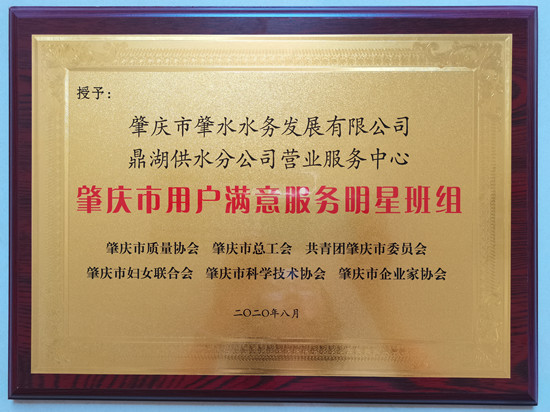 授予：
肇庆市肇水水务发展有限公司
鼎湖供水分公司营业服务中心
肇庆市用户满意服务明星班组
肇庆市质量协会 肇庆市总工会 共青团肇庆市委员会
肇庆市妇女联合会 肇庆市科学技术协会 肇庆市企业家协会
二〇二〇年八月